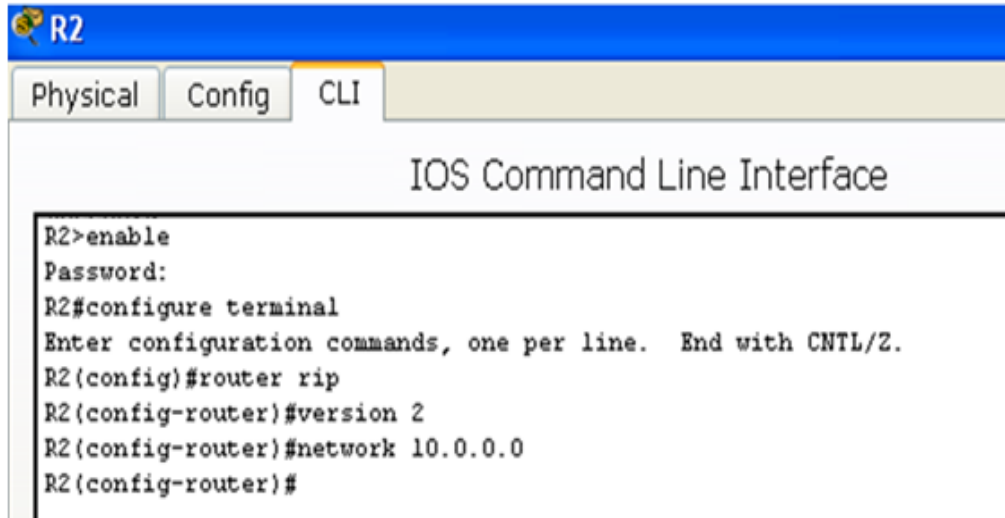 R2
Physical Config CLI
IOS Command Line Interface
R2>enable
Password:
R2#configure terminal
Enter configuration commands, one per line.  End with CNTL/Z.
R2(config)#router rip
R2(config-router)#version 2
R2(config-router)#network 10.0.0.0
R2(config-router)#